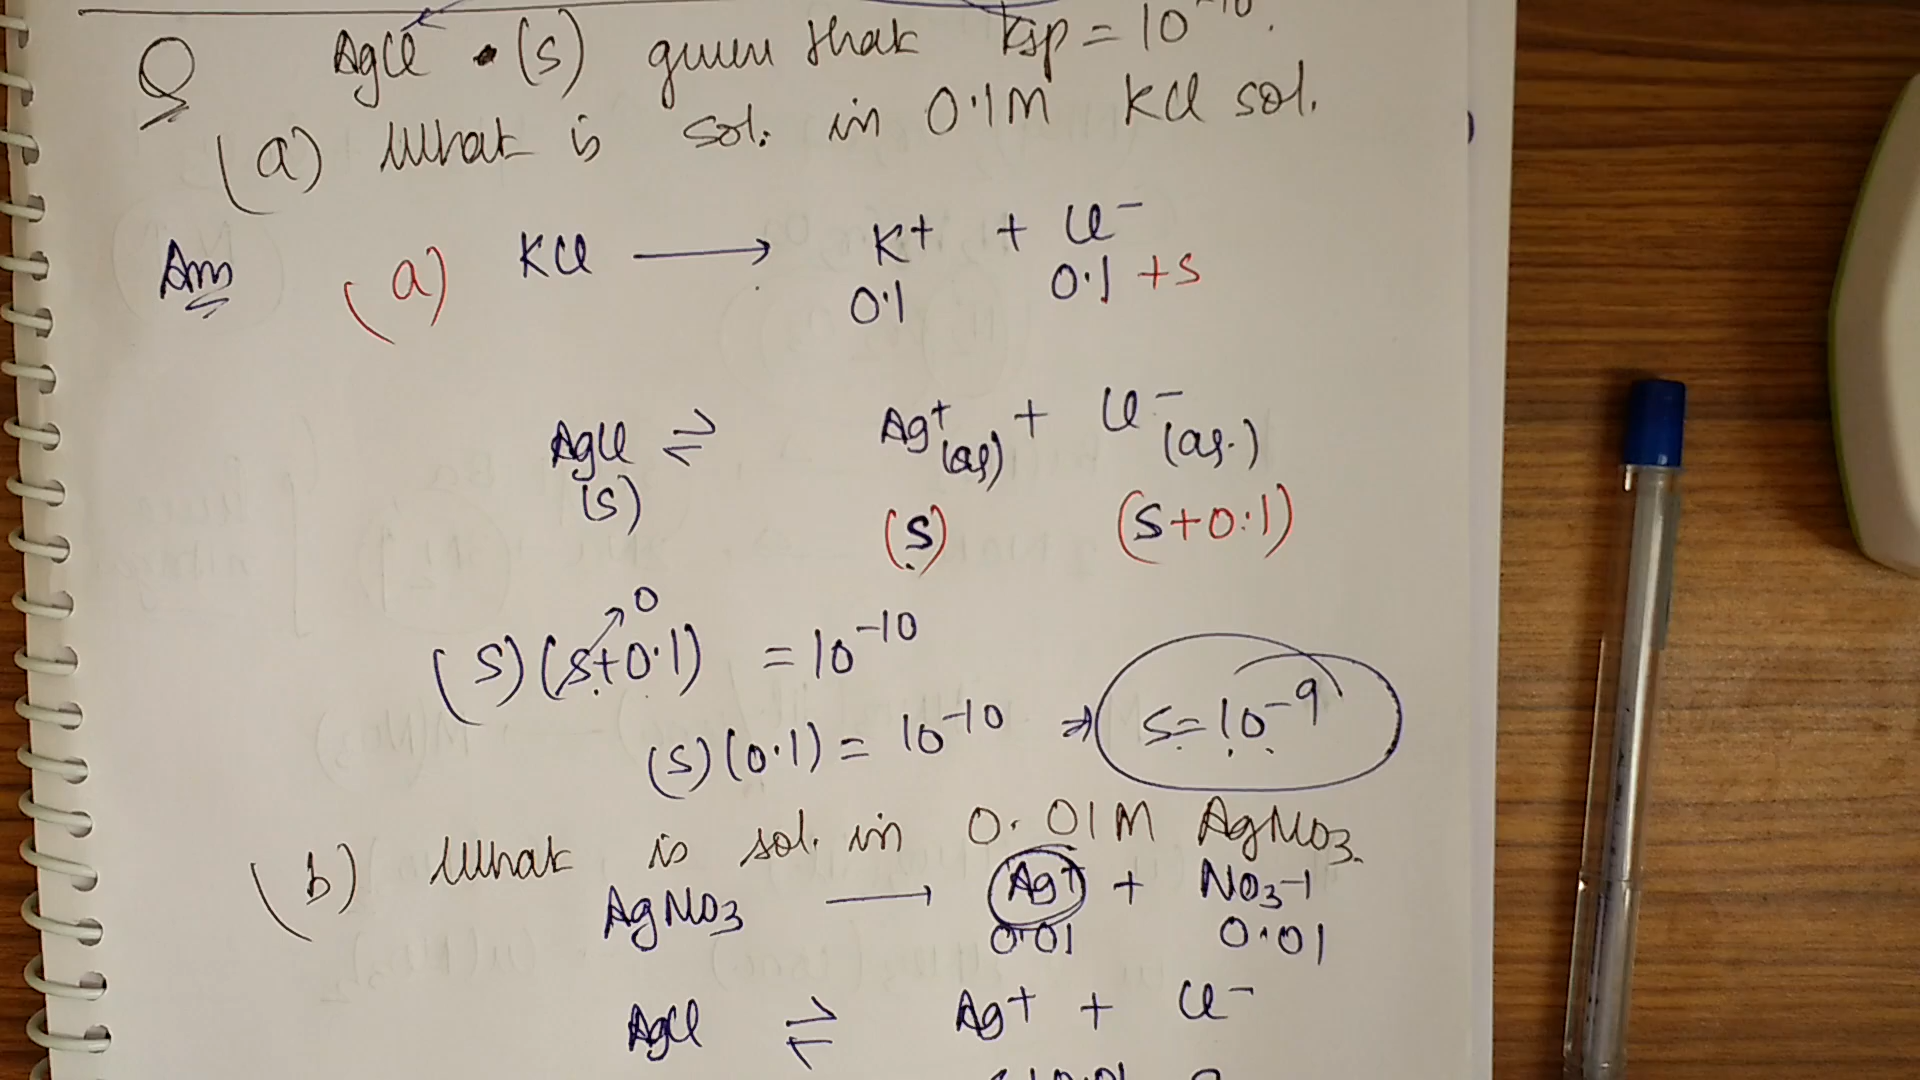 Q AgCl (s) given that Ksp = 10^-10.
(a) What is sol. in 0.1M KCl sol.
Ans (a) KCl ⟶ K+ + Cl-
0.1 0.1 + s
AgCl ⇌ Ag+ + Cl-
(s) (aq) (aq.)
(s) (s+0.1)
0
(s)(s+0.1) = 10^-10
(s)(0.1) = 10^-10 ⇒ s = 10^-9
(b) What is sol. in 0.01M AgNO3.
AgNO3 ⟶ Ag+ + NO3-1
0.01 0.01
AgCl ⇌ Ag+ + Cl-